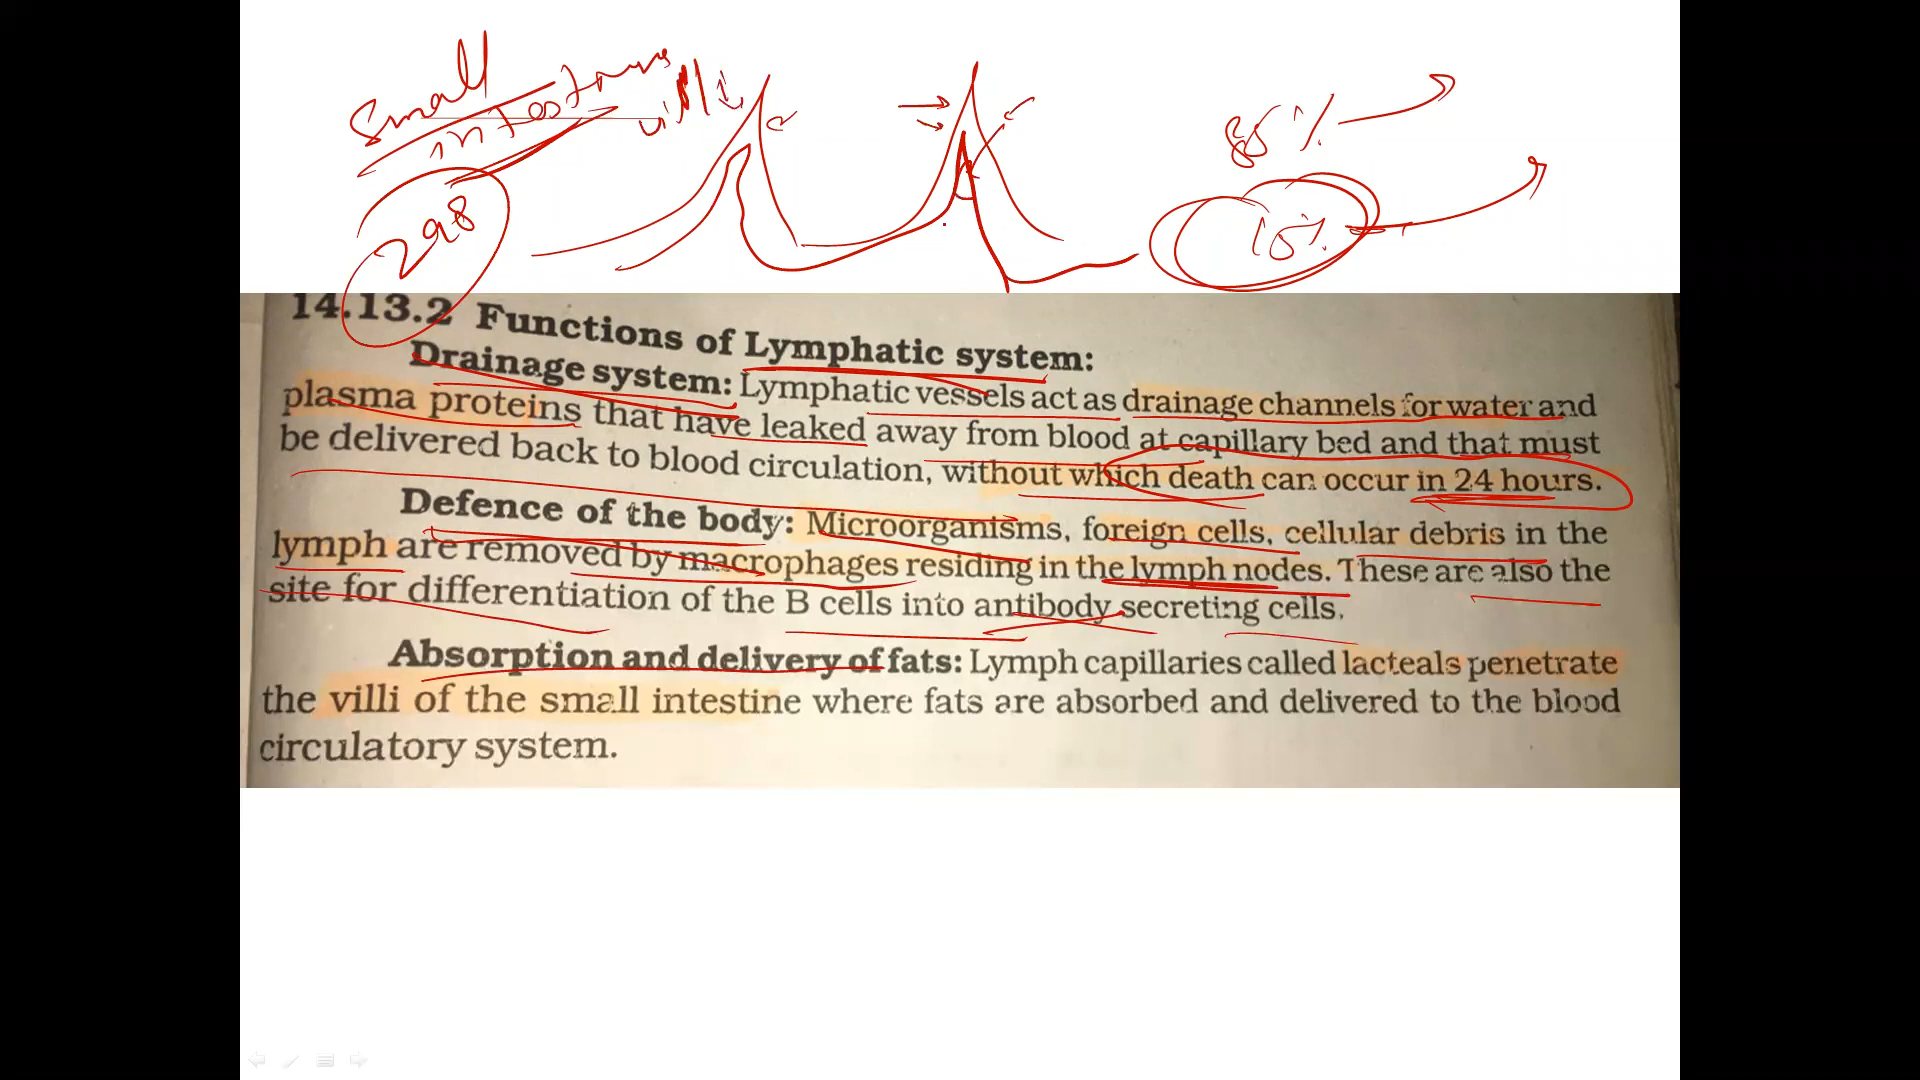 Small
intestine
villi
298
85%
15%
14.13.2 Functions of Lymphatic system:
Drainage system: Lymphatic vessels act as drainage channels for water and
plasma proteins that have leaked away from blood at capillary bed and that must
be delivered back to blood circulation, without which death can occur in 24 hours.
Defence of the body: Microorganisms, foreign cells, cellular debris in the
lymph are removed by macrophages residing in the lymph nodes. These are also the
site for differentiation of the B cells into antibody secreting cells.
Absorption and delivery of fats: Lymph capillaries called lacteals penetrate
the villi of the small intestine where fats are absorbed and delivered to the blood
circulatory system.